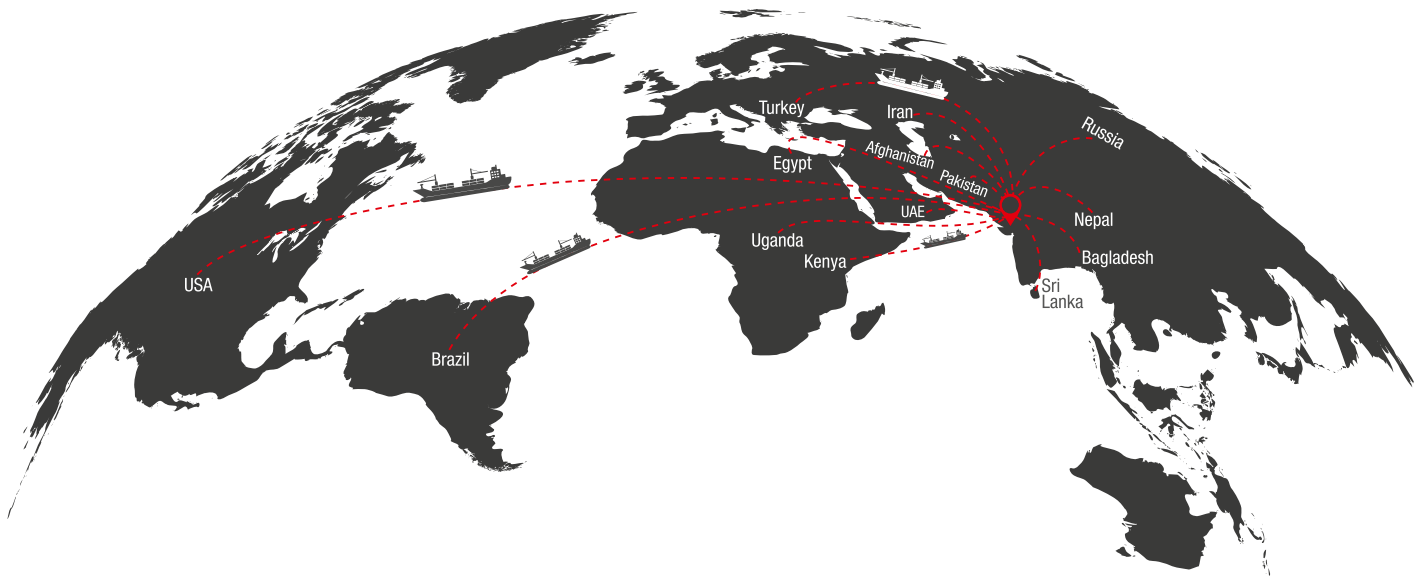 Turkey
Iran
Russia
Egypt
Afghanistan
Pakistan
UAE
Nepal
Uganda
Kenya
Bagladesh
USA
Sri
Lanka
Brazil